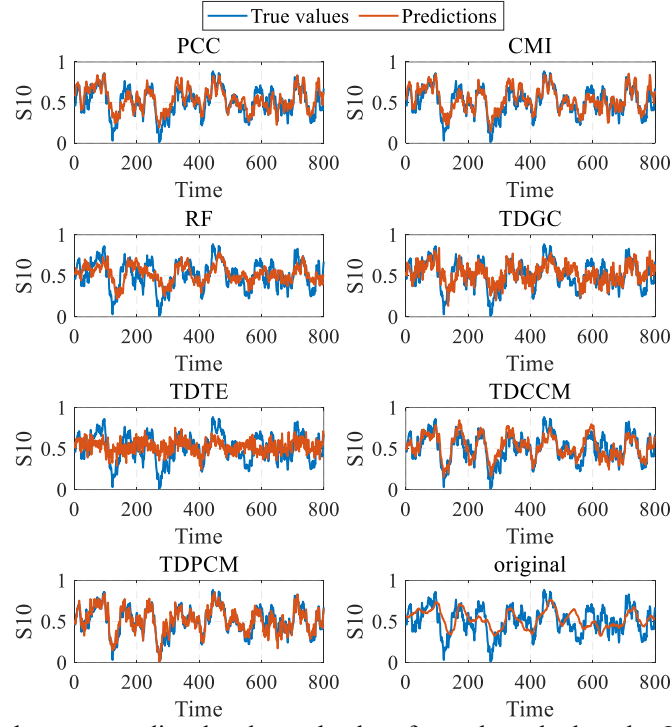 True values Predictions
PCC CMI
1 1
S10 0.5 S10 0.5
0 0
0 200 400 600 800 0 200 400 600 800
Time Time
RF TDGC
1 1
S10 0.5 S10 0.5
0 0
0 200 400 600 800 0 200 400 600 800
Time Time
TDTE TDCCM
1 1
S10 0.5 S10 0.5
0 0
0 200 400 600 800 0 200 400 600 800
Time Time
TDPCM original
1 1
S10 0.5 S10 0.5
0 0
0 200 400 600 800 0 200 400 600 800
Time Time